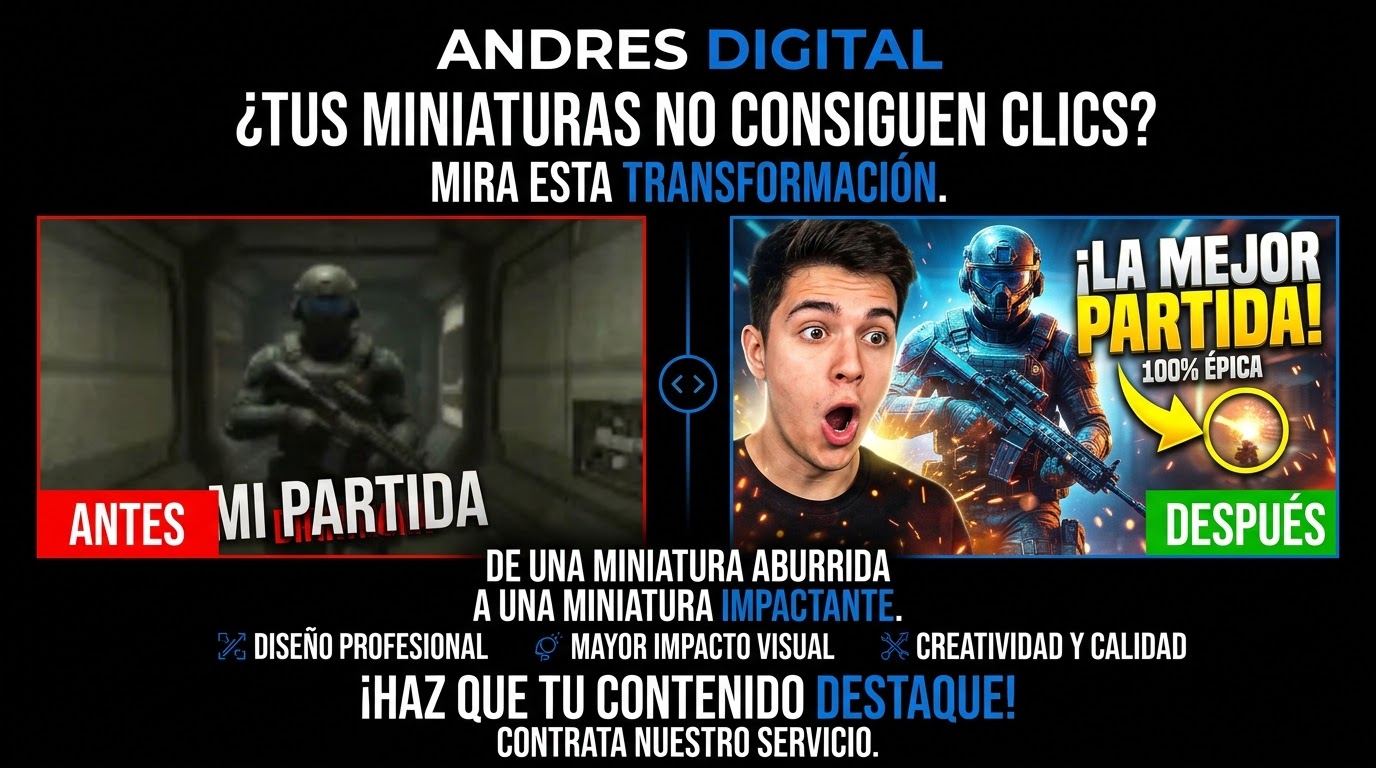 ANDRES DIGITAL
¿TUS MINIATURAS NO CONSIGUEN CLICS?
MIRA ESTA TRANSFORMACIÓN.
MI PARTIDA
ANTES
¡LA MEJOR
PARTIDA!
100% ÉPICA
DESPUÉS
DE UNA MINIATURA ABURRIDA
A UNA MINIATURA IMPACTANTE.
DISEÑO PROFESIONAL
MAYOR IMPACTO VISUAL
CREATIVIDAD Y CALIDAD
¡HAZ QUE TU CONTENIDO DESTAQUE!
CONTRATA NUESTRO SERVICIO.